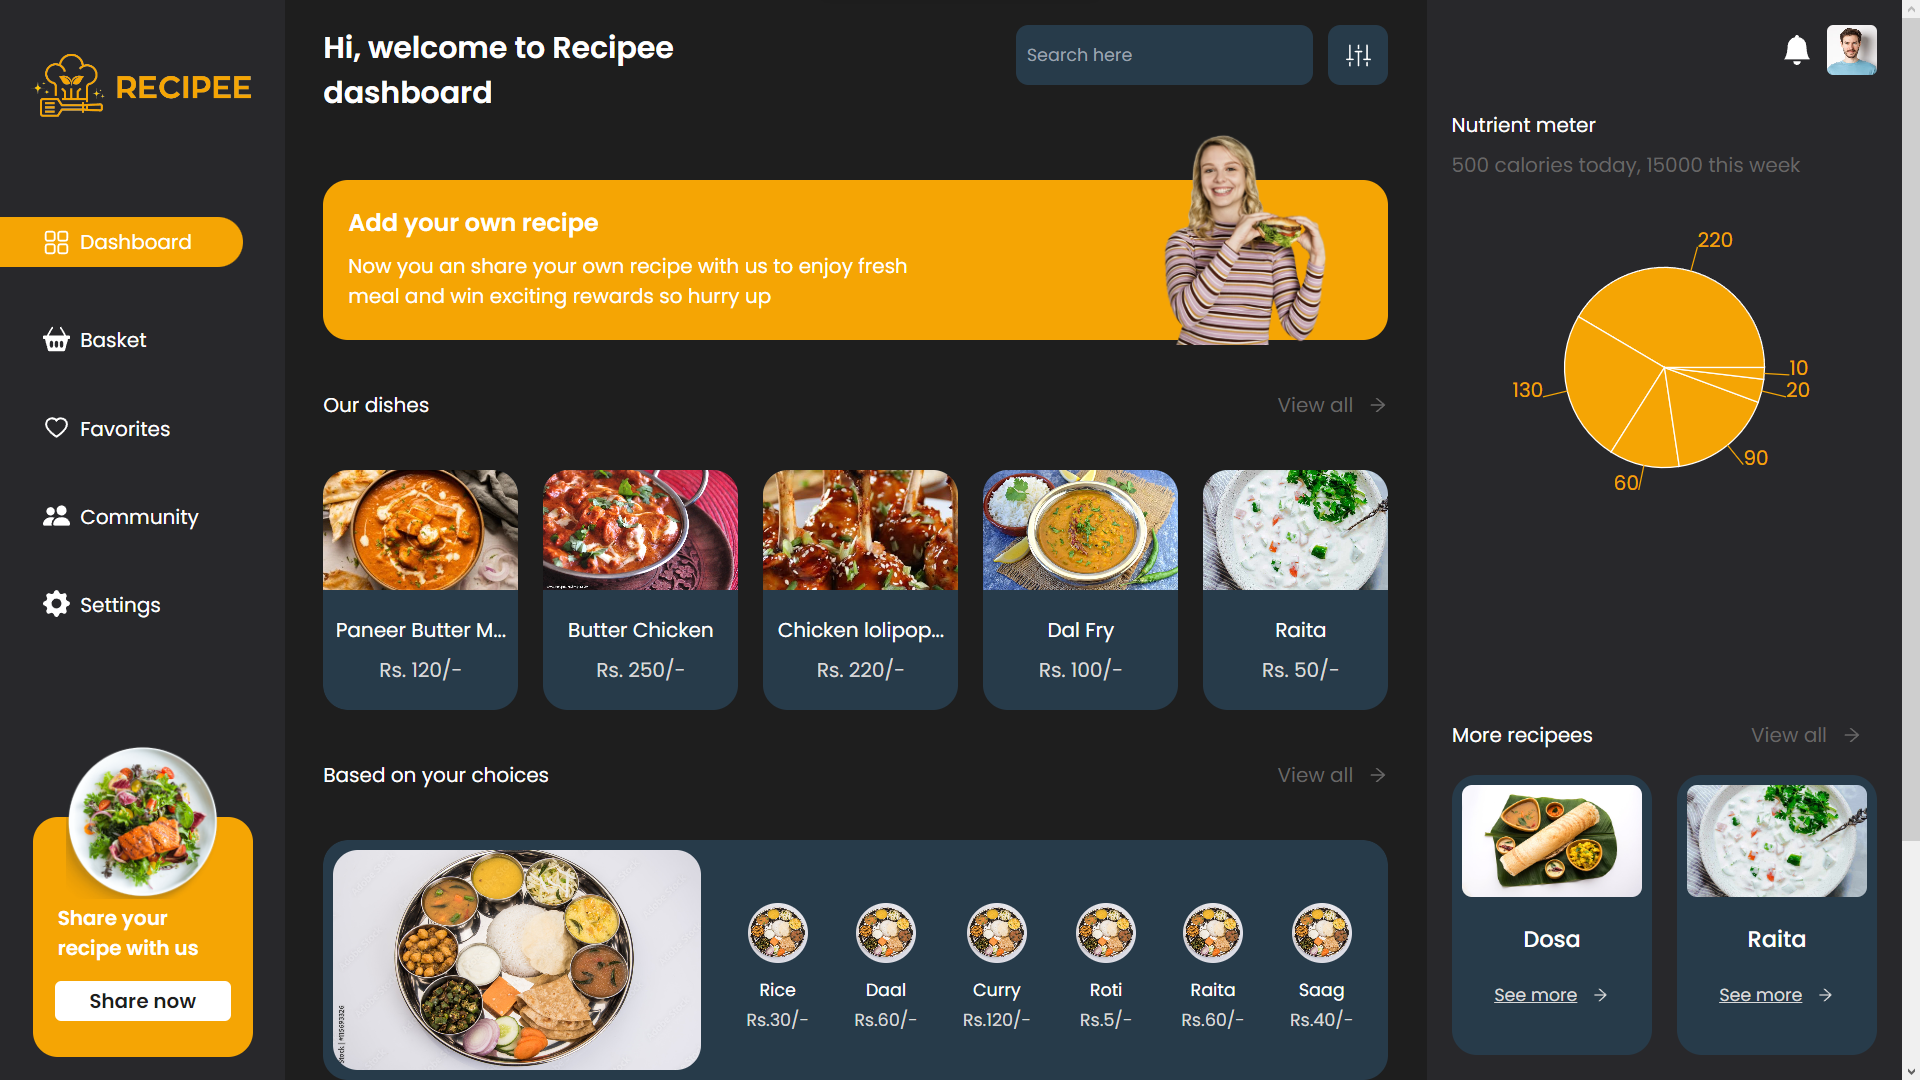 RECIPEE
Dashboard
Basket
Favorites
Community
Settings
Share your
recipe with us
Share now
Hi, welcome to Recipee
dashboard
Search here
Add your own recipe
Now you an share your own recipe with us to enjoy fresh
meal and win exciting rewards so hurry up
Our dishes
View all
Paneer Butter M...
Rs. 120/-
Butter Chicken
Rs. 250/-
Chicken lolipop...
Rs. 220/-
Dal Fry
Rs. 100/-
Raita
Rs. 50/-
Based on your choices
View all
Rice
Rs.30/-
Daal
Rs.60/-
Curry
Rs.120/-
Roti
Rs.5/-
Raita
Rs.60/-
Saag
Rs.40/-
Nutrient meter
500 calories today, 15000 this week
220
10
20
130
90
60
More recipees
View all
Dosa
See more
Raita
See more